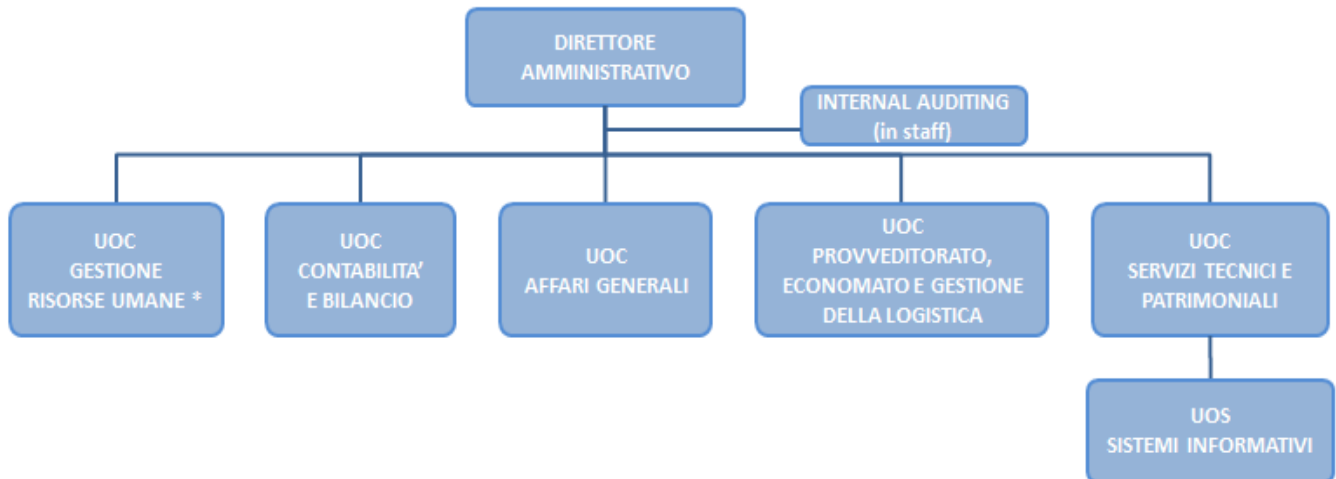 DIRETTORE
AMMINISTRATIVO
INTERNAL AUDITING
(in staff)
UOC
GESTIONE
RISORSE UMANE *
UOC
CONTABILITA’
E BILANCIO
UOC
AFFARI GENERALI
UOC
PROVVEDITORATO,
ECONOMATO E GESTIONE
DELLA LOGISTICA
UOC
SERVIZI TECNICI E
PATRIMONIALI
UOS
SISTEMI INFORMATIVI